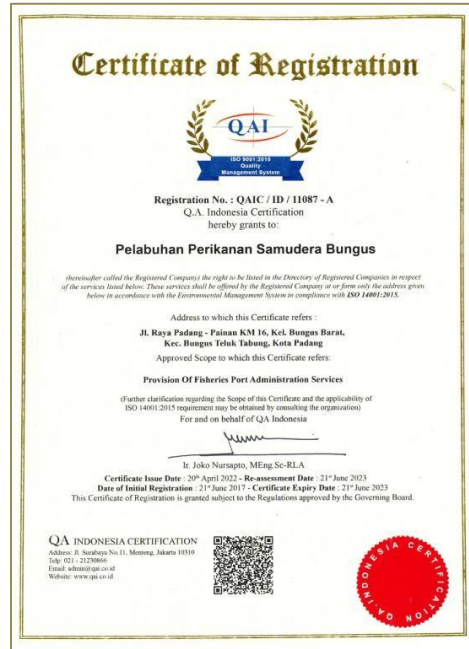 Certificate of Registration
QAI
ISO 9001:2015
Quality
Management System
Registration No. : QAIC / ID / 11087 - A
Q.A. Indonesia Certification
hereby grants to:
Pelabuhan Perikanan Samudera Bungus
(hereinafter called the Registered Company) the right to be listed in the Directory of Registered Companies in respect
of the services listed below. These services shall be offered by the Registered Company at or form only the address given
below in accordance with the Environmental Management System in compliance with ISO 14001:2015.
Address to which this Certificate refers :
Jl. Raya Padang - Painan KM 16, Kel. Bungus Barat,
Kec. Bungus Teluk Tabung, Kota Padang
Approved Scope to which this Certificate refers:
Provision Of Fisheries Port Administration Services
(Further clarification regarding the Scope of this Certificate and the applicability of
ISO 14001:2015 requirement may be obtained by consulting the organization)
For and on behalf of QA Indonesia
Ir. Joko Nursapto, MEng.Sc-RLA
Certificate Issue Date : 20th April 2022 - Re-assessment Date : 21st June 2023
Date of Initial Registration : 21st June 2017 - Certificate Expiry Date : 21st June 2023
This Certificate of Registration is granted subject to the Regulations approved by the Governing Board.
QA INDONESIA CERTIFICATION
Address: Jl. Surabaya No.11, Menteng, Jakarta 10310
Telp: 021 - 21230866
Email: admin@qai.co.id
Website: www.qai.co.id
QA-INDONESIA CERTIFICATION